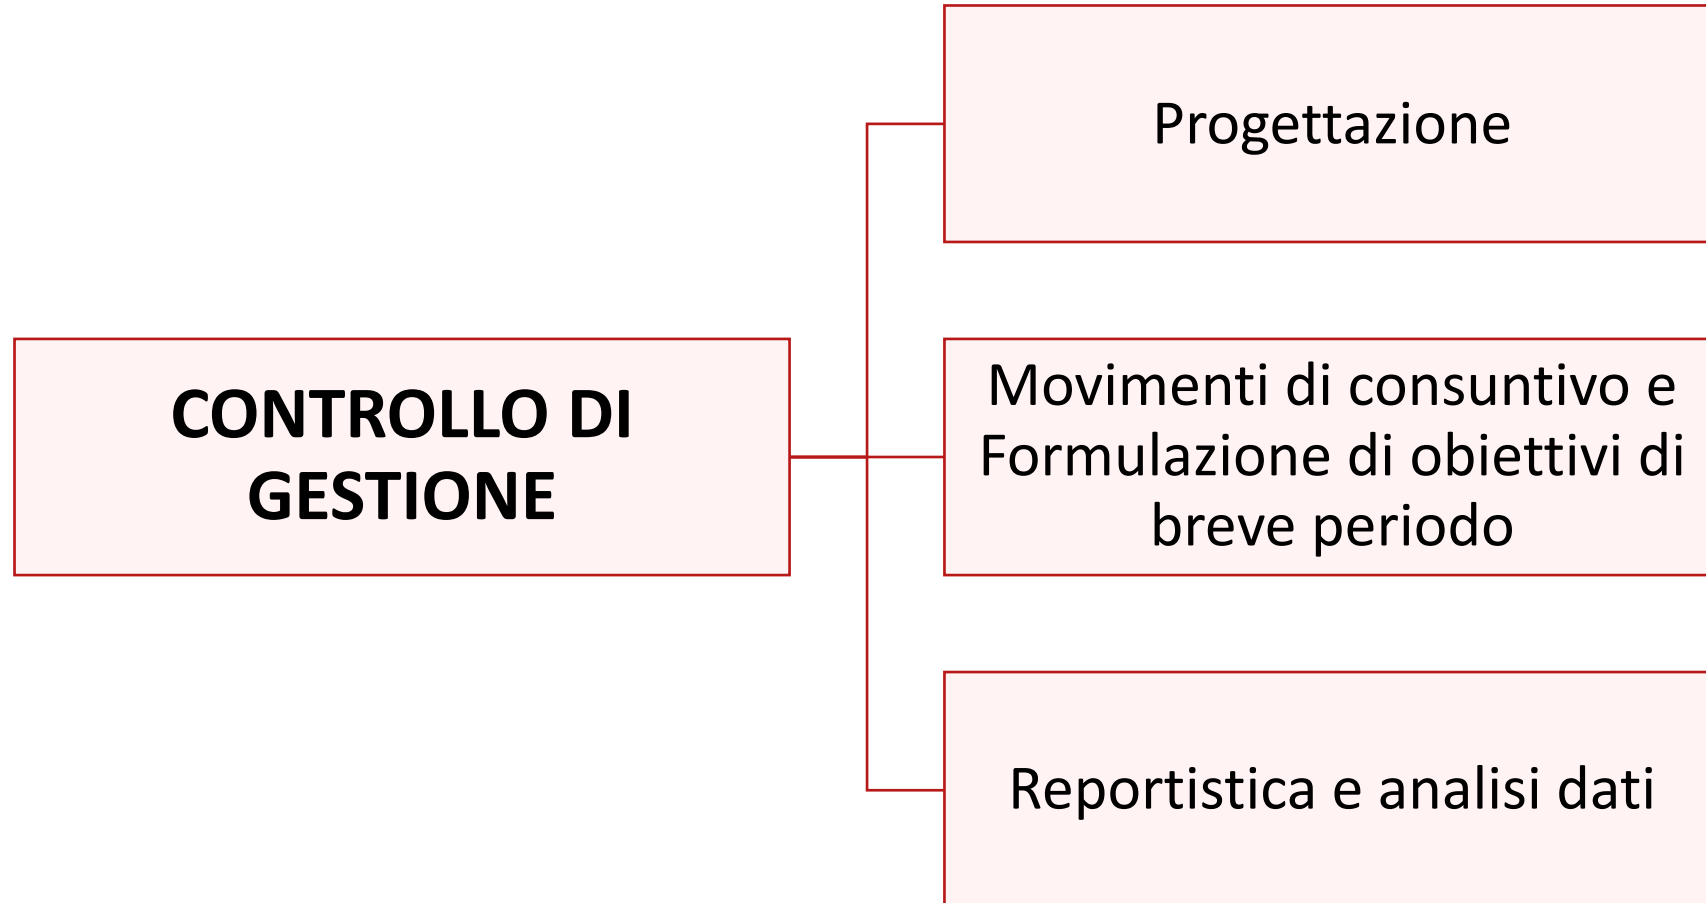 Progettazione
CONTROLLO DI
GESTIONE
Movimenti di consuntivo e
Formulazione di obiettivi di
breve periodo
Reportistica e analisi dati